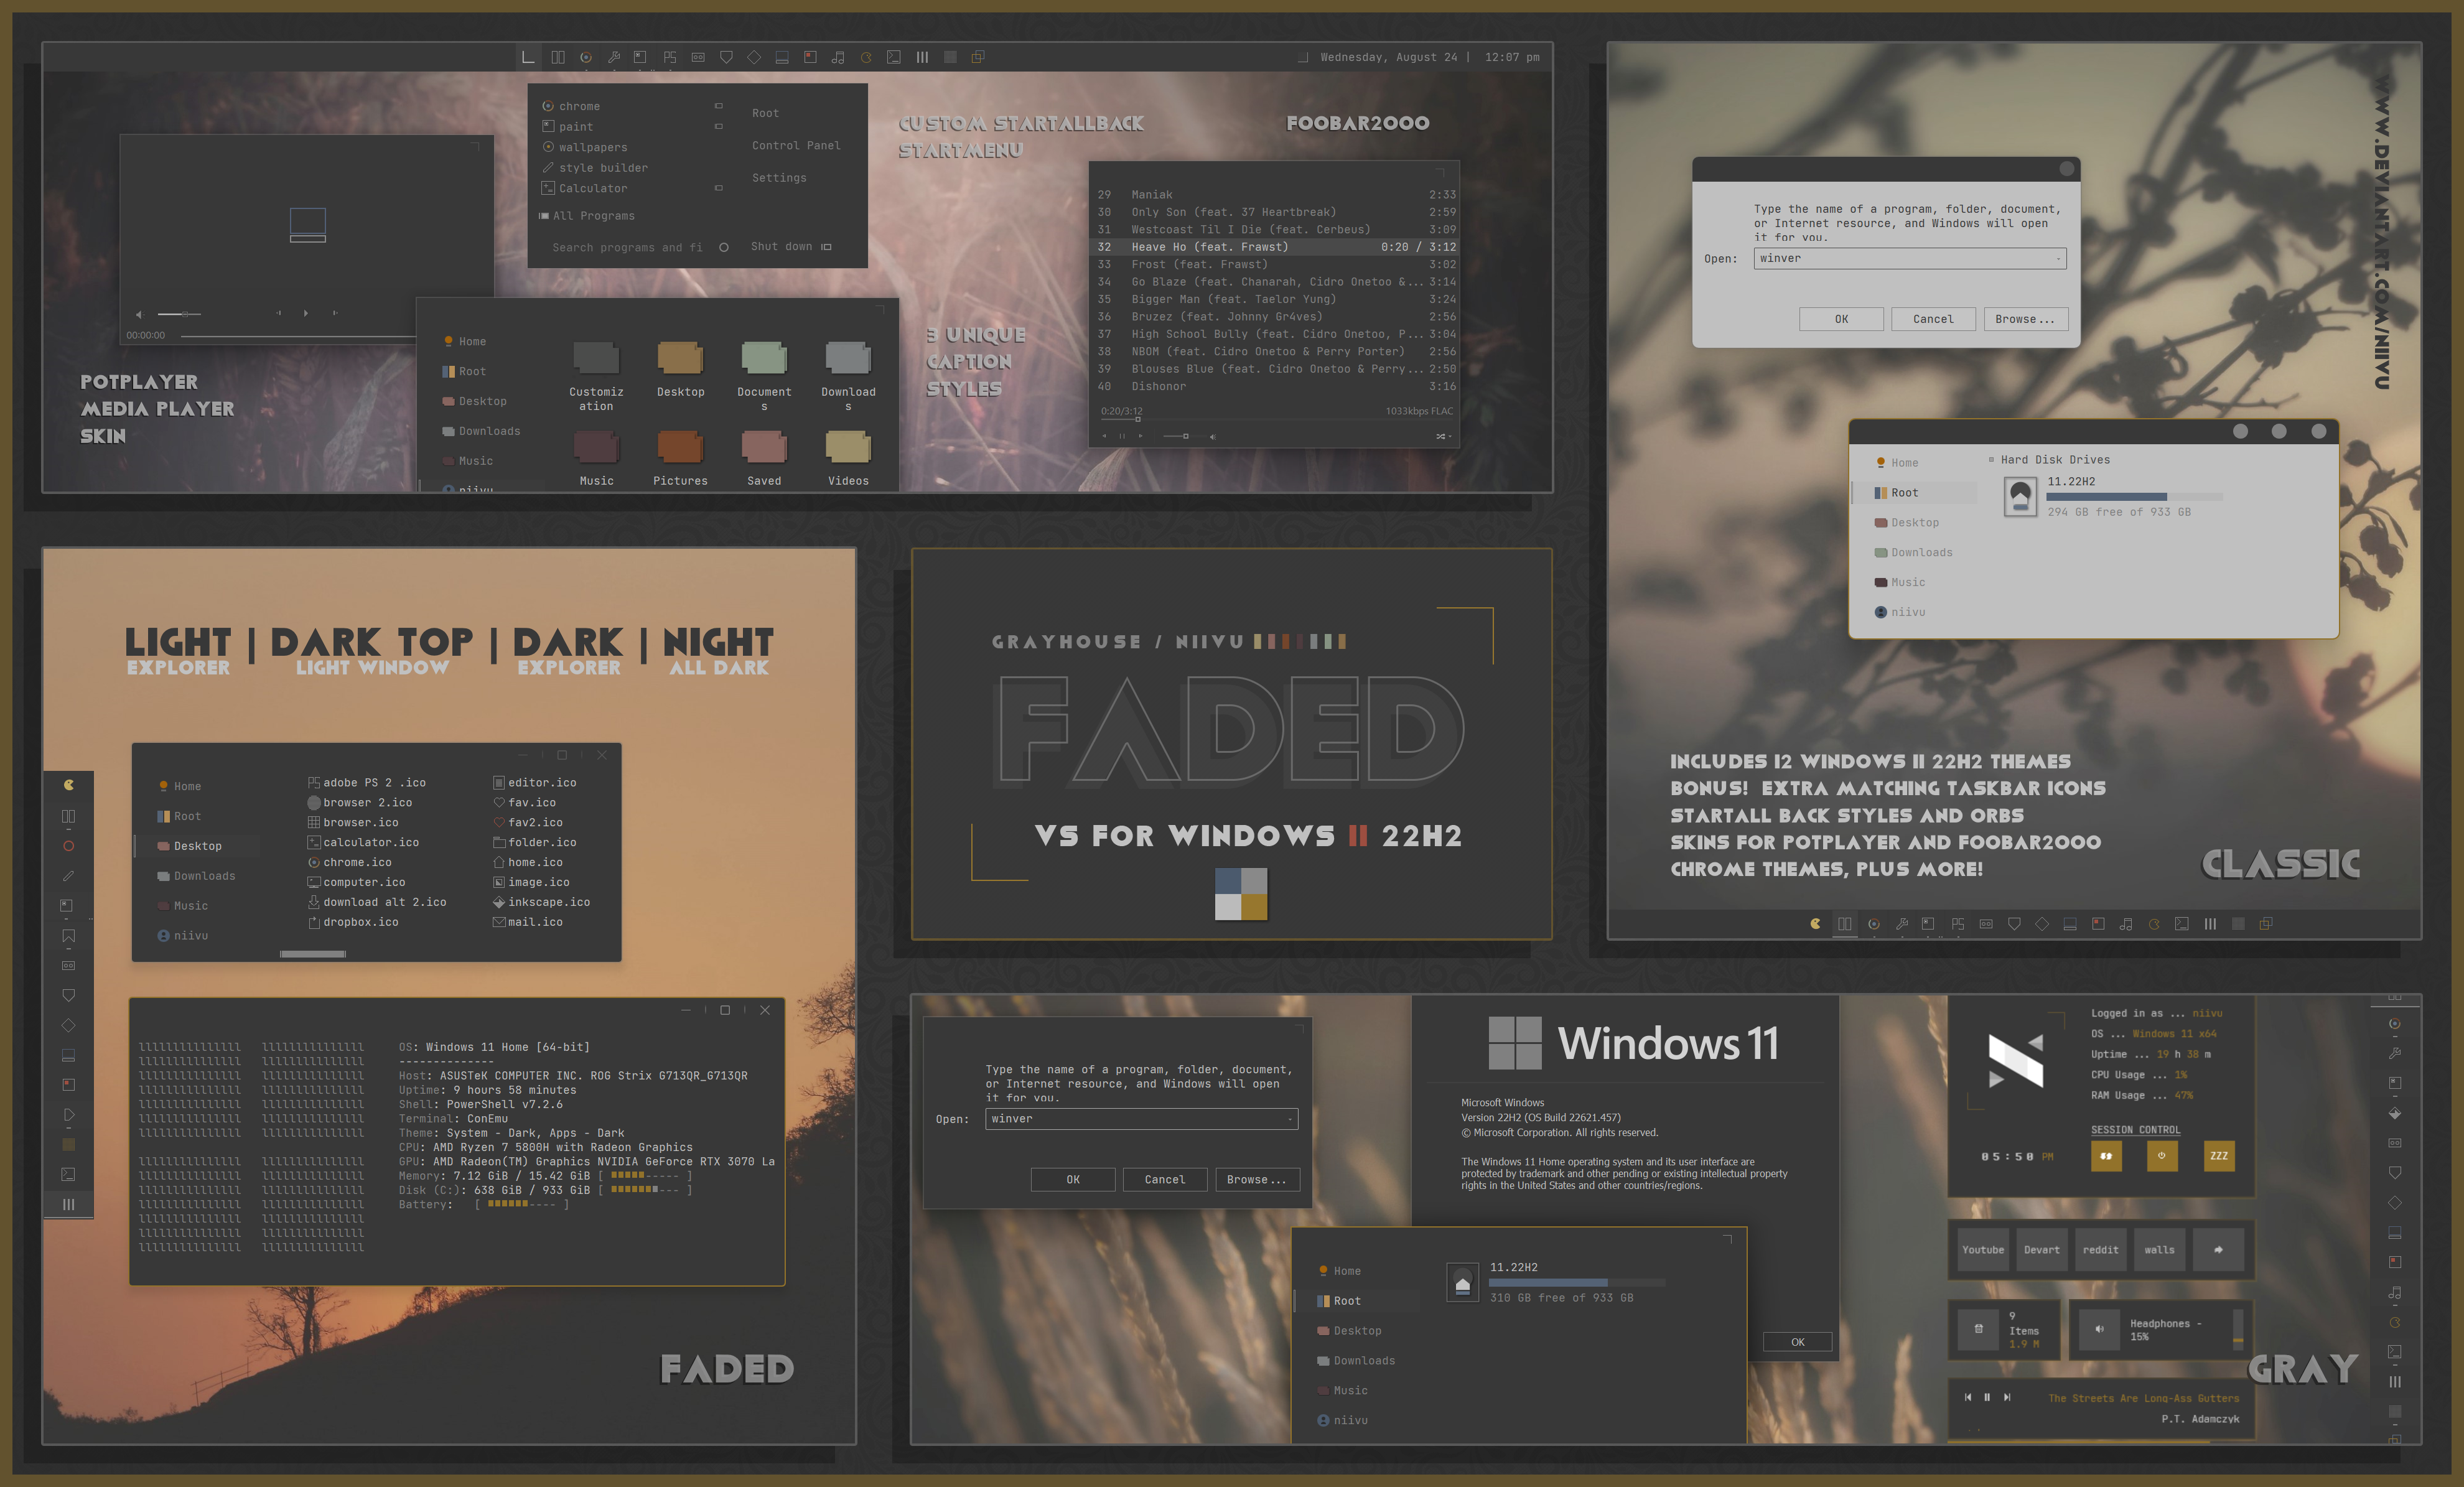 Wednesday, August 24 | 12:07 pm
chrome
paint
wallpapers
style builder
Calculator
All Programs
Search programs and fi
Root
Control Panel
Settings
Shut down
CUSTOM STARTALLBACK
STARTMENU
FOOBAR2000
00:00:00
POTPLAYER
MEDIA PLAYER
SKIN
Home
Root
Desktop
Downloads
Music
niivu
Customiz
ation
Desktop
Document
s
Download
s
Music
Pictures
Saved
Videos
3 UNIQUE
CAPTION
STYLES
29 Maniak 2:33
30 Only Son (feat. 37 Heartbreak) 2:59
31 Westcoast Til I Die (feat. Cerbeus) 3:09
32 Heave Ho (feat. Frawst) 0:20 / 3:12
33 Frost (feat. Frawst) 3:02
34 Go Blaze (feat. Chanarah, Cidro Onetoo &... 3:14
35 Bigger Man (feat. Taelor Yung) 3:24
36 Bruzez (feat. Johnny Gr4ves) 2:56
37 High School Bully (feat. Cidro Onetoo, P... 3:04
38 NBOM (feat. Cidro Onetoo & Perry Porter) 2:56
39 Blouses Blue (feat. Cidro Onetoo & Perry... 2:50
40 Dishonor 3:16
0:20/3:12 1033kbps FLAC
WWW.DEVIANTART.COM/NIIVU
Type the name of a program, folder, document,
or Internet resource, and Windows will open
it for you.
Open: winver
OK Cancel Browse...
Home
Root
Desktop
Downloads
Music
niivu
Hard Disk Drives
11.22H2
294 GB free of 933 GB
INCLUDES 12 WINDOWS 11 22H2 THEMES
BONUS! EXTRA MATCHING TASKBAR ICONS
STARTALL BACK STYLES AND ORBS
SKINS FOR POTPLAYER AND FOOBAR2000
CHROME THEMES, PLUS MORE!
CLASSIC
LIGHT | DARK TOP | DARK | NIGHT
EXPLORER LIGHT WINDOW EXPLORER ALL DARK
Home
Root
Desktop
Downloads
Music
niivu
adobe PS 2 .ico
browser 2.ico
browser.ico
calculator.ico
chrome.ico
computer.ico
download alt 2.ico
dropbox.ico
editor.ico
fav.ico
fav2.ico
folder.ico
home.ico
image.ico
inkscape.ico
mail.ico
OS: Windows 11 Home [64-bit]
--------------
Host: ASUSTeK COMPUTER INC. ROG Strix G713QR_G713QR
Uptime: 9 hours 58 minutes
Shell: PowerShell v7.2.6
Terminal: ConEmu
Theme: System - Dark, Apps - Dark
CPU: AMD Ryzen 7 5800H with Radeon Graphics
GPU: AMD Radeon(TM) Graphics NVIDIA GeForce RTX 3070 La
Memory: 7.12 GiB / 15.42 GiB [ ■■■■■---- ]
Disk (C:): 638 GiB / 933 GiB [ ■■■■■■■--- ]
Battery: [ ■■■■■■---- ]
FADED
GRAYHOUSE / NIIVU
FADED
VS FOR WINDOWS 11 22H2
Type the name of a program, folder, document,
or Internet resource, and Windows will open
it for you.
Open: winver
OK Cancel Browse...
Windows 11
Microsoft Windows
Version 22H2 (OS Build 22621.457)
© Microsoft Corporation. All rights reserved.
The Windows 11 Home operating system and its user interface are
protected by trademark and other pending or existing intellectual property
rights in the United States and other countries/regions.
OK
Home
Root
Desktop
Downloads
Music
niivu
11.22H2
310 GB free of 933 GB
Logged in as ... niivu
OS ... Windows 11 x64
Uptime ... 19 h 38 m
CPU Usage ... 1%
RAM Usage ... 47%
SESSION CONTROL
ZZZ
05:50 PM
Youtube Devart reddit walls
9
Items
1.9 M
Headphones -
15%
The Streets Are Long-Ass Gutters
P.T. Adamczyk
GRAY